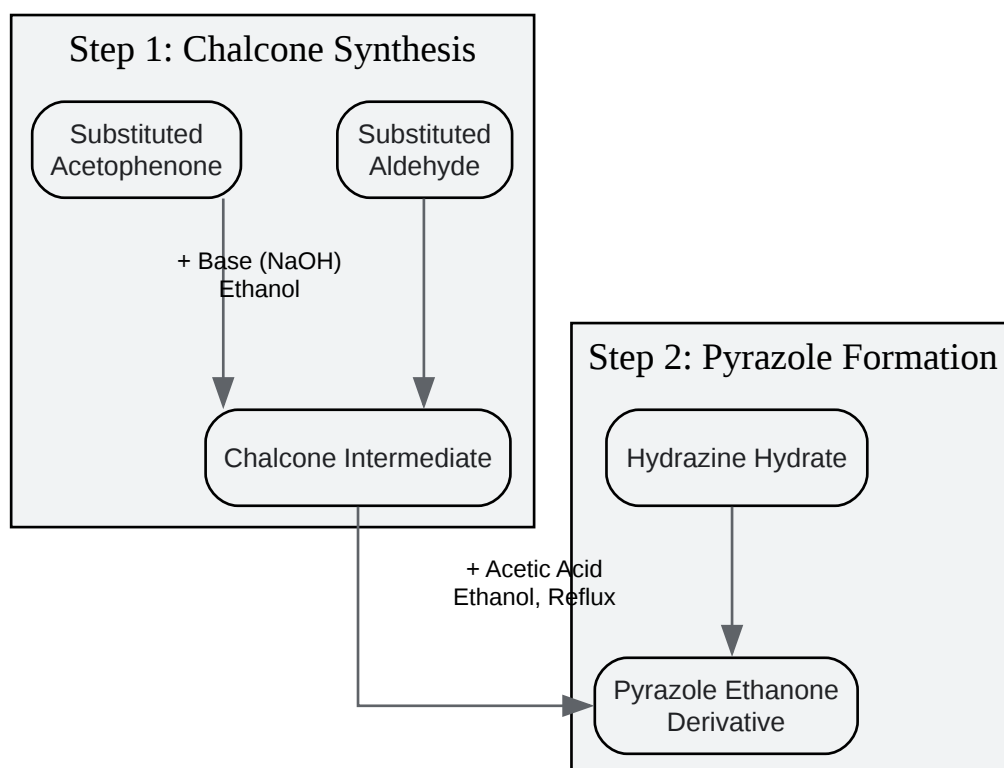 Step 1: Chalcone Synthesis
Substituted
Acetophenone
Substituted
Aldehyde
+ Base (NaOH)
Ethanol
Chalcone Intermediate
Step 2: Pyrazole Formation
Hydrazine Hydrate
+ Acetic Acid
Ethanol, Reflux
Pyrazole Ethanone
Derivative